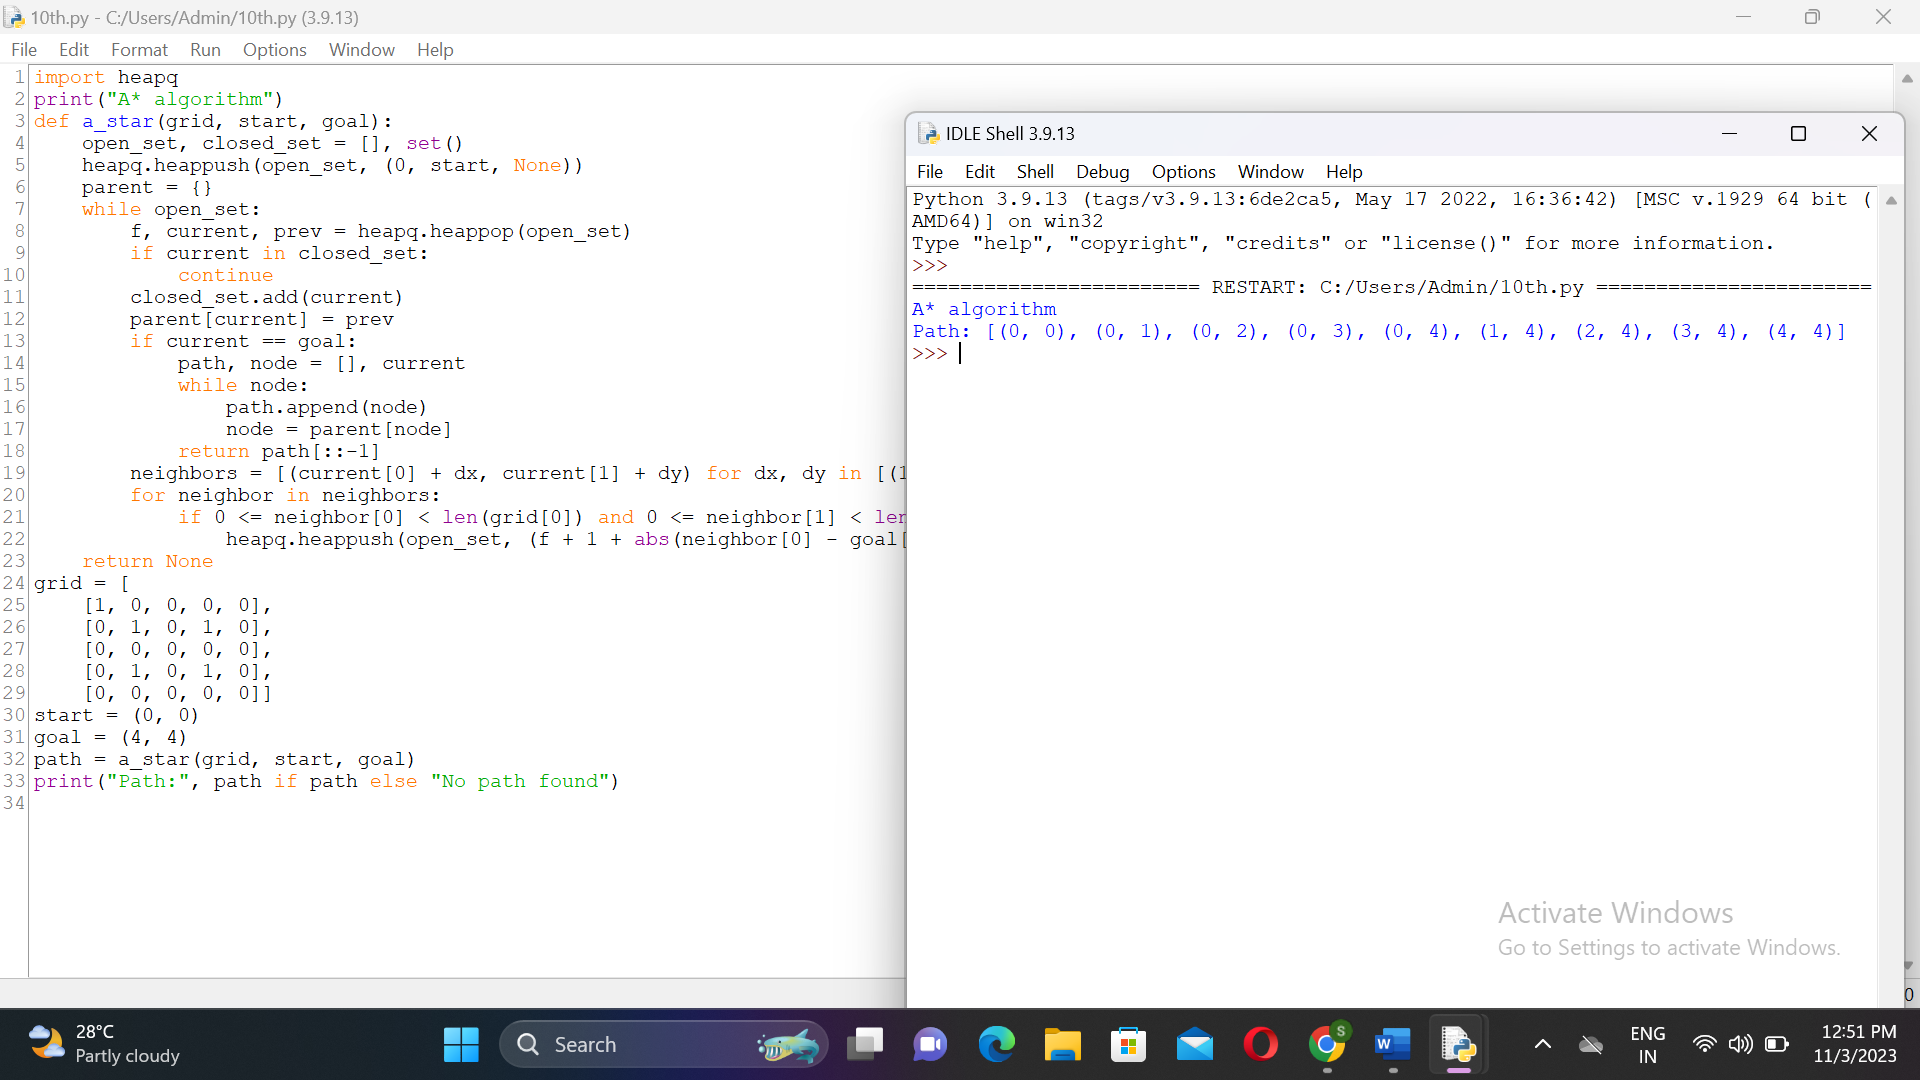 10th.py - C:/Users/Admin/10th.py (3.9.13)
File Edit Format Run Options Window Help
1 import heapq
2 print("A* algorithm")
3 def a_star(grid, start, goal):
4     open_set, closed_set = [], set()
5     heapq.heappush(open_set, (0, start, None))
6     parent = {}
7     while open_set:
8         f, current, prev = heapq.heappop(open_set)
9         if current in closed_set:
10             continue
11         closed_set.add(current)
12         parent[current] = prev
13         if current == goal:
14             path, node = [], current
15             while node:
16                 path.append(node)
17                 node = parent[node]
18             return path[::-1]
19         neighbors = [(current[0] + dx, current[1] + dy) for dx, dy in [(1
20         for neighbor in neighbors:
21             if 0 <= neighbor[0] < len(grid[0]) and 0 <= neighbor[1] < len
22                 heapq.heappush(open_set, (f + 1 + abs(neighbor[0] - goal[
23     return None
24 grid = [
25     [1, 0, 0, 0, 0],
26     [0, 1, 0, 1, 0],
27     [0, 0, 0, 0, 0],
28     [0, 1, 0, 1, 0],
29     [0, 0, 0, 0, 0]]
30 start = (0, 0)
31 goal = (4, 4)
32 path = a_star(grid, start, goal)
33 print("Path:", path if path else "No path found")
34
IDLE Shell 3.9.13
File Edit Shell Debug Options Window Help
Python 3.9.13 (tags/v3.9.13:6de2ca5, May 17 2022, 16:36:42) [MSC v.1929 64 bit (
AMD64)] on win32
Type "help", "copyright", "credits" or "license()" for more information.
>>>
======================== RESTART: C:/Users/Admin/10th.py =======================
A* algorithm
Path: [(0, 0), (0, 1), (0, 2), (0, 3), (0, 4), (1, 4), (2, 4), (3, 4), (4, 4)]
>>>
Activate Windows
Go to Settings to activate Windows.
0
28°C
Partly cloudy
Search
S
W
ENG
IN
12:51 PM
11/3/2023